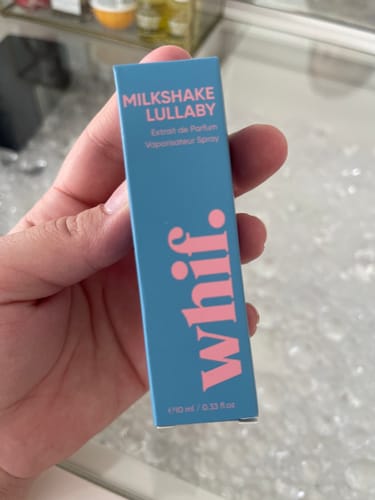 MILKSHAKE
LULLABY
Extrait de Parfum
Vaporisateur Spray
whif.
℮10 ml / 0.33 fl oz